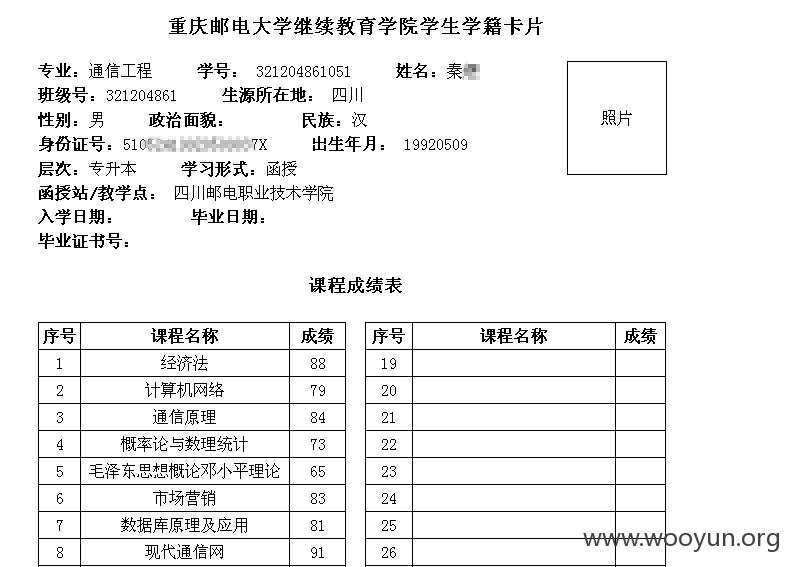 重庆邮电大学继续教育学院学生学籍卡片
专业：通信工程 学号： 321204861051 姓名：秦
班级号：321204861 生源所在地： 四川
性别：男 政治面貌： 民族：汉
身份证号：510 7X 出生年月： 19920509
层次：专升本 学习形式：函授
函授站/教学点： 四川邮电职业技术学院
入学日期： 毕业日期：
毕业证书号：
照片
课程成绩表
序号 课程名称 成绩 序号 课程名称 成绩
1 经济法 88 19
2 计算机网络 79 20
3 通信原理 84 21
4 概率论与数理统计 73 22
5 毛泽东思想概论邓小平理论 65 23
6 市场营销 83 24
7 数据库原理及应用 81 25
8 现代通信网 91 26
www.wooyun.org